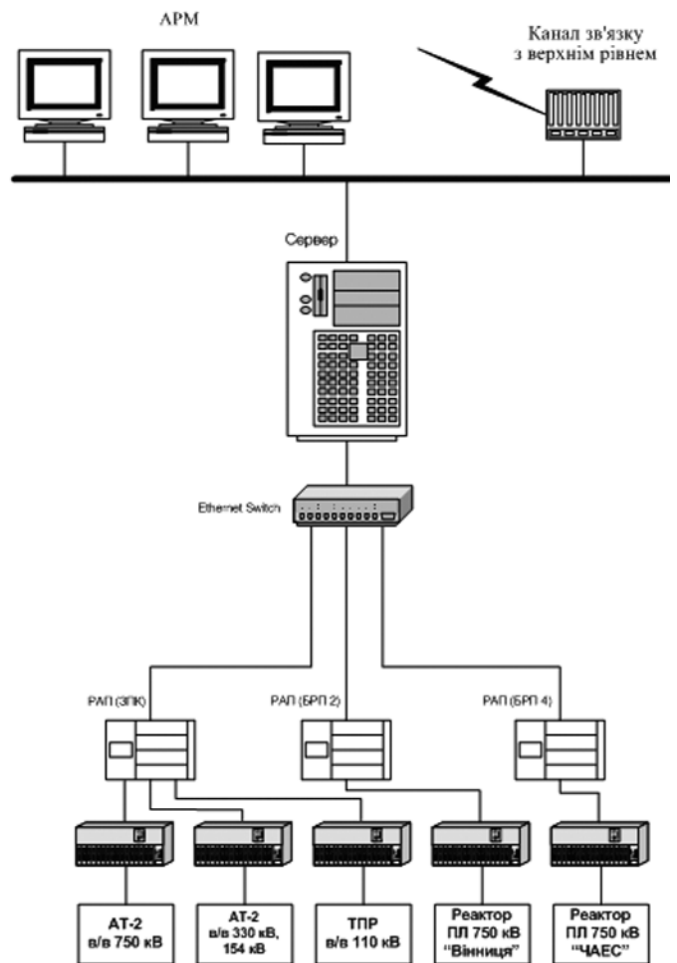 АРМ
Канал зв'язку
з верхнім рівнем
Сервер
Ethernet Switch
РАП (ЗПК)
РАП (БРП 2)
РАП (БРП 4)
АТ-2
в/в 750 кВ
АТ-2
в/в 330 кВ,
154 кВ
ТПР
в/в 110 кВ
Реактор
ПЛ 750 кВ
"Вінниця"
Реактор
ПЛ 750 кВ
"ЧАЕС"